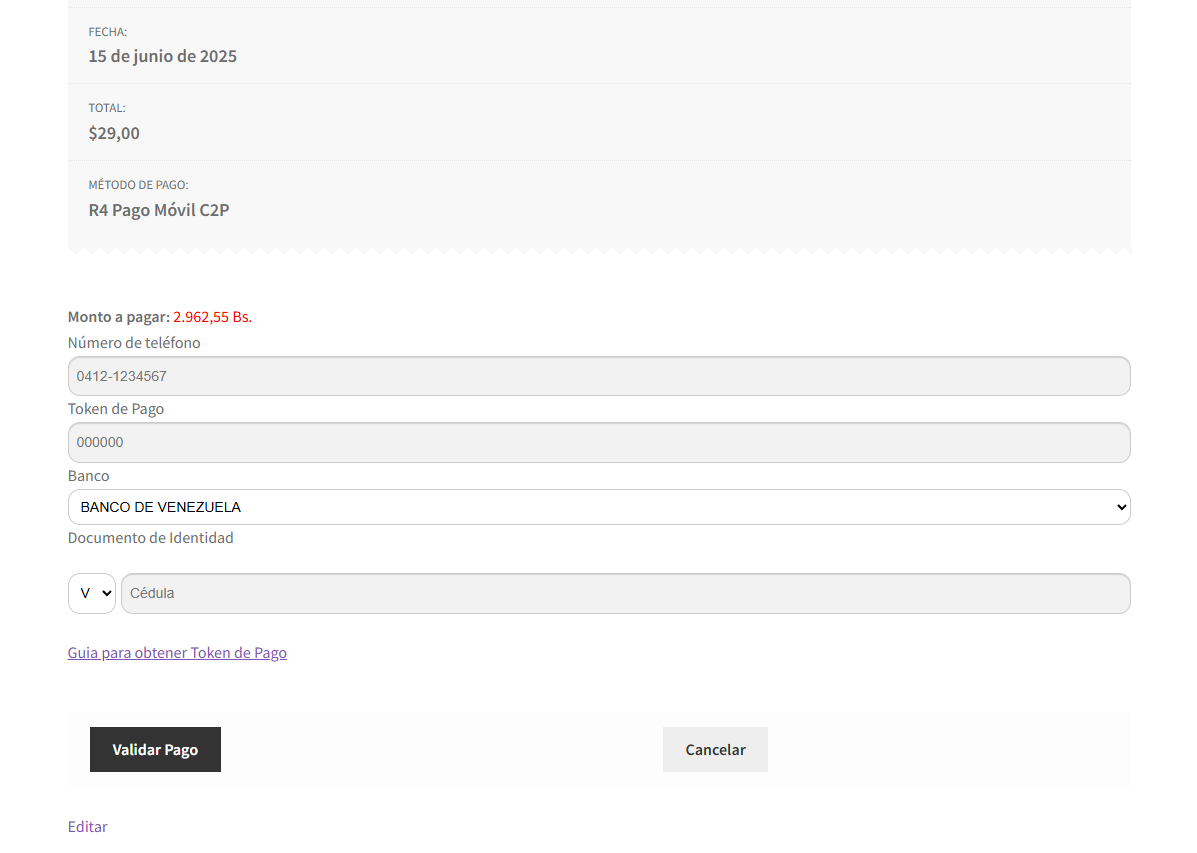 FECHA:
15 de junio de 2025
TOTAL:
$29,00
MÉTODO DE PAGO:
R4 Pago Móvil C2P
Monto a pagar: 2.962,55 Bs.
Número de teléfono
0412-1234567
Token de Pago
000000
Banco
BANCO DE VENEZUELA
Documento de Identidad
V Cédula
Guia para obtener Token de Pago
Validar Pago Cancelar
Editar